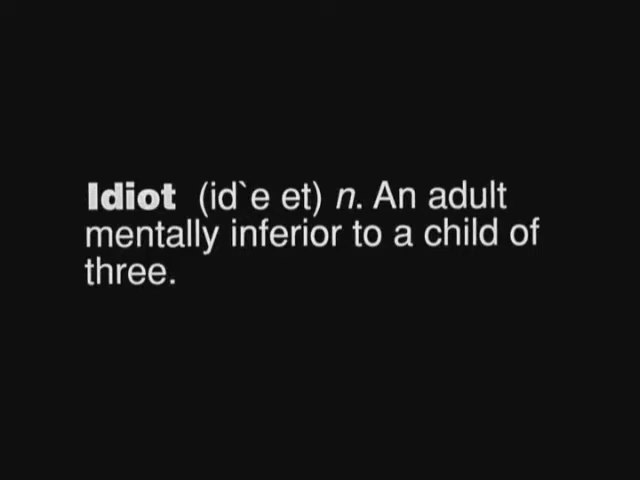 Idiot (id`e et) n. An adult
mentally inferior to a child of
three.